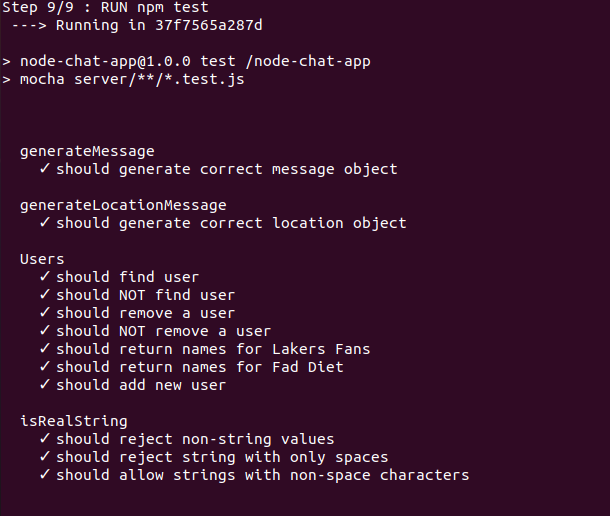 Step 9/9 : RUN npm test
 ---> Running in 37f7565a287d
> node-chat-app@1.0.0 test /node-chat-app
> mocha server/**/*.test.js
generateMessage
✓ should generate correct message object
generateLocationMessage
✓ should generate correct location object
Users
✓ should find user
✓ should NOT find user
✓ should remove a user
✓ should NOT remove a user
✓ should return names for Lakers Fans
✓ should return names for Fad Diet
✓ should add new user
isRealString
✓ should reject non-string values
✓ should reject string with only spaces
✓ should allow strings with non-space characters